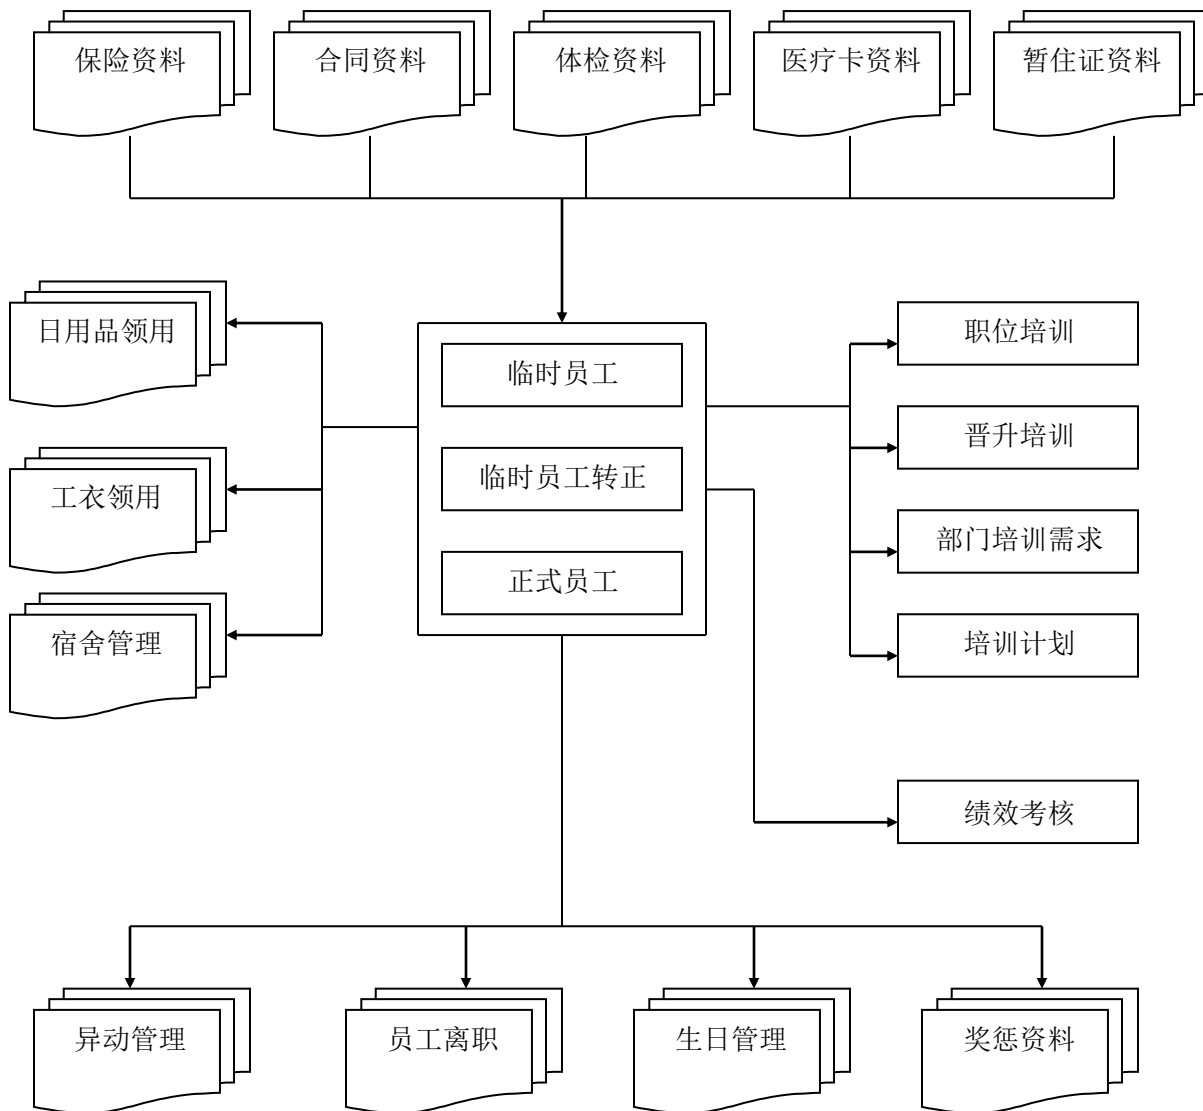 保险资料
合同资料
体检资料
医疗卡资料
暂住证资料
日用品领用
工衣领用
宿舍管理
临时员工
临时员工转正
正式员工
职位培训
晋升培训
部门培训需求
培训计划
绩效考核
异动管理
员工离职
生日管理
奖惩资料